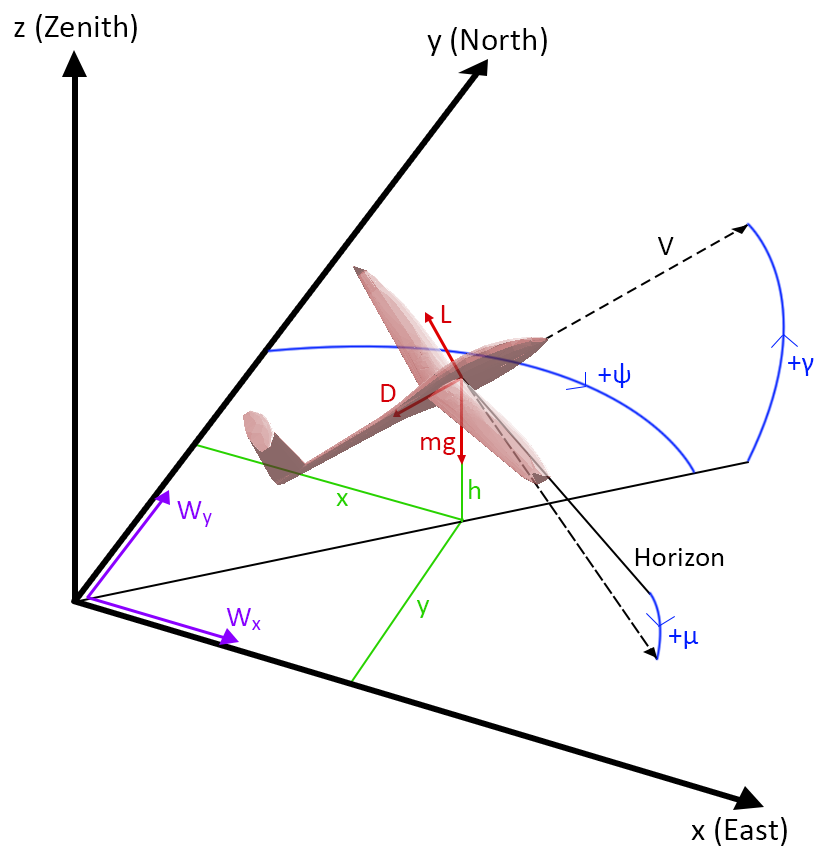 z (Zenith)
y (North)
V
L
+ψ
+γ
D
mg
h
x
W_y
Horizon
y
W_x
+μ
x (East)